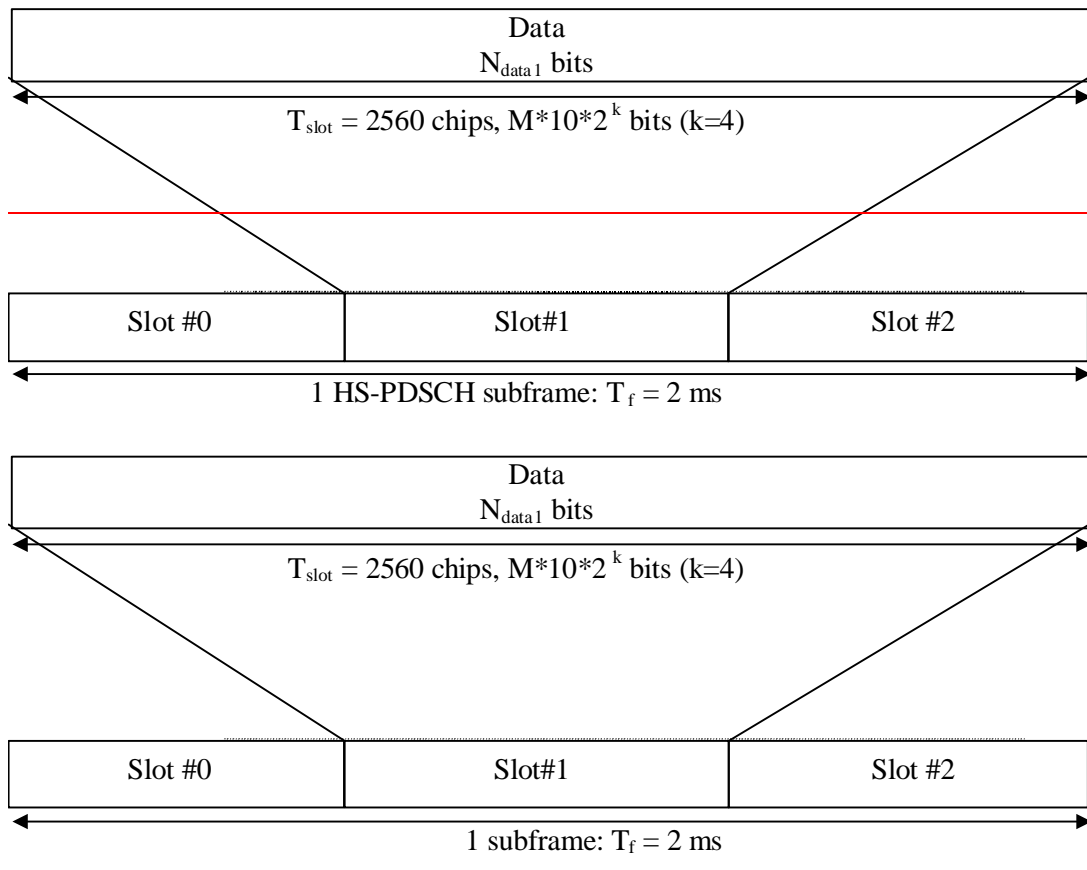 Data
N_data1 bits
T_slot = 2560 chips, M*10*2^k bits (k=4)
Slot #0 Slot#1 Slot #2
1 HS-PDSCH subframe: T_f = 2 ms
Data
N_data1 bits
T_slot = 2560 chips, M*10*2^k bits (k=4)
Slot #0 Slot#1 Slot #2
1 subframe: T_f = 2 ms